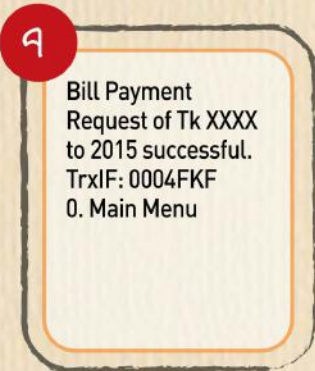 ৭
Bill Payment
Request of Tk XXXX
to 2015 successful.
TrxIF: 0004FKF
0. Main Menu